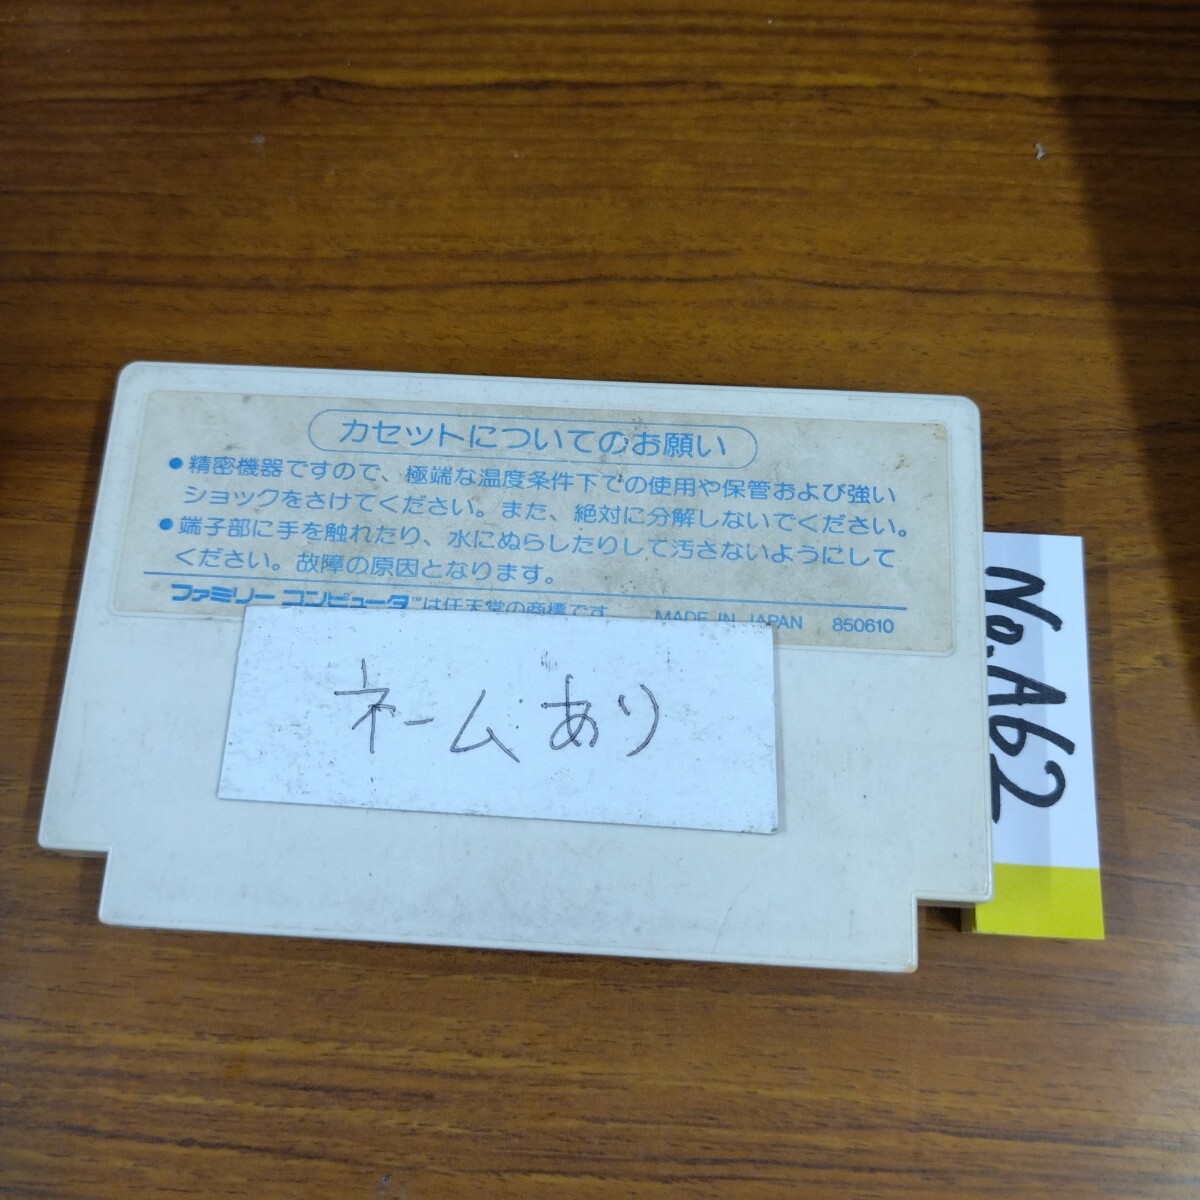 カセットについてのお願い
●精密機器ですので、極端な温度条件下での使用や保管および強い
ショックをさけてください。また、絶対に分解しないでください。
●端子部に手を触れたり、水にぬらしたりして汚さないようにして
ください。故障の原因となります。
ファミリーコンピュータ™は任天堂の商標です。 MADE IN JAPAN 850610
ネームあり
No.A62